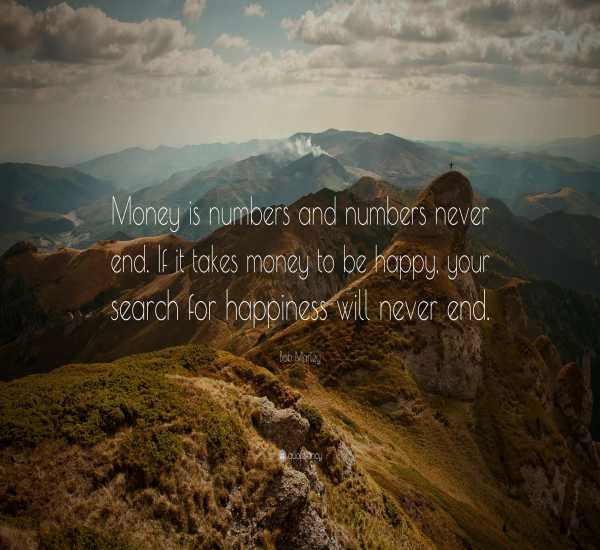 Money is numbers and numbers never
end. If it takes money to be happy, your
search for happiness will never end.
Bob Marley
quotefancy